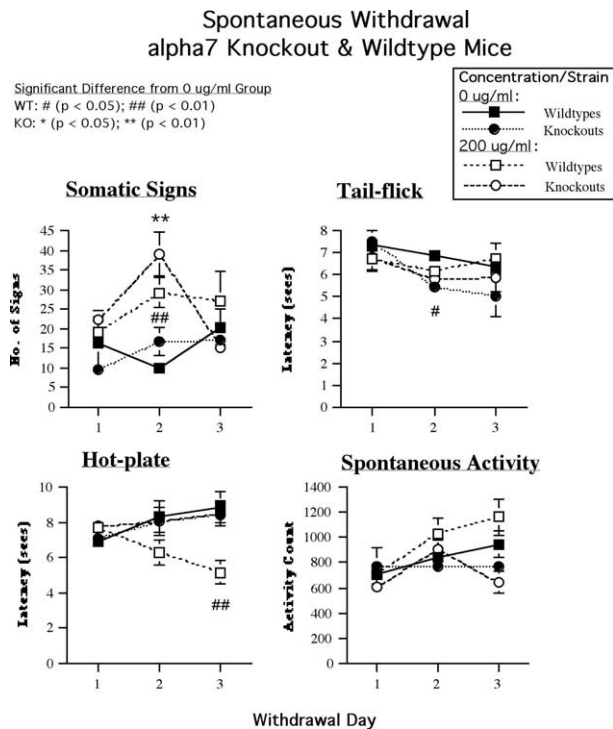 Spontaneous Withdrawal
alpha7 Knockout & Wildtype Mice
Significant Difference from 0 ug/ml Group
WT: # (p < 0.05); ## (p < 0.01)
KO: * (p < 0.05); ** (p < 0.01)
Concentration/Strain
0 ug/ml:
Wildtypes
Knockouts
200 ug/ml:
Wildtypes
Knockouts
Somatic Signs
No. of Signs
45
40
35
30
25
20
15
10
5
0
**
##
1 2 3
Tail-flick
Latency (secs)
8
7
6
5
4
3
2
1
0
#
1 2 3
Hot-plate
Latency (secs)
10
8
6
4
2
0
##
1 2 3
Spontaneous Activity
Activity Count
1400
1200
1000
800
600
400
200
0
1 2 3
Withdrawal Day